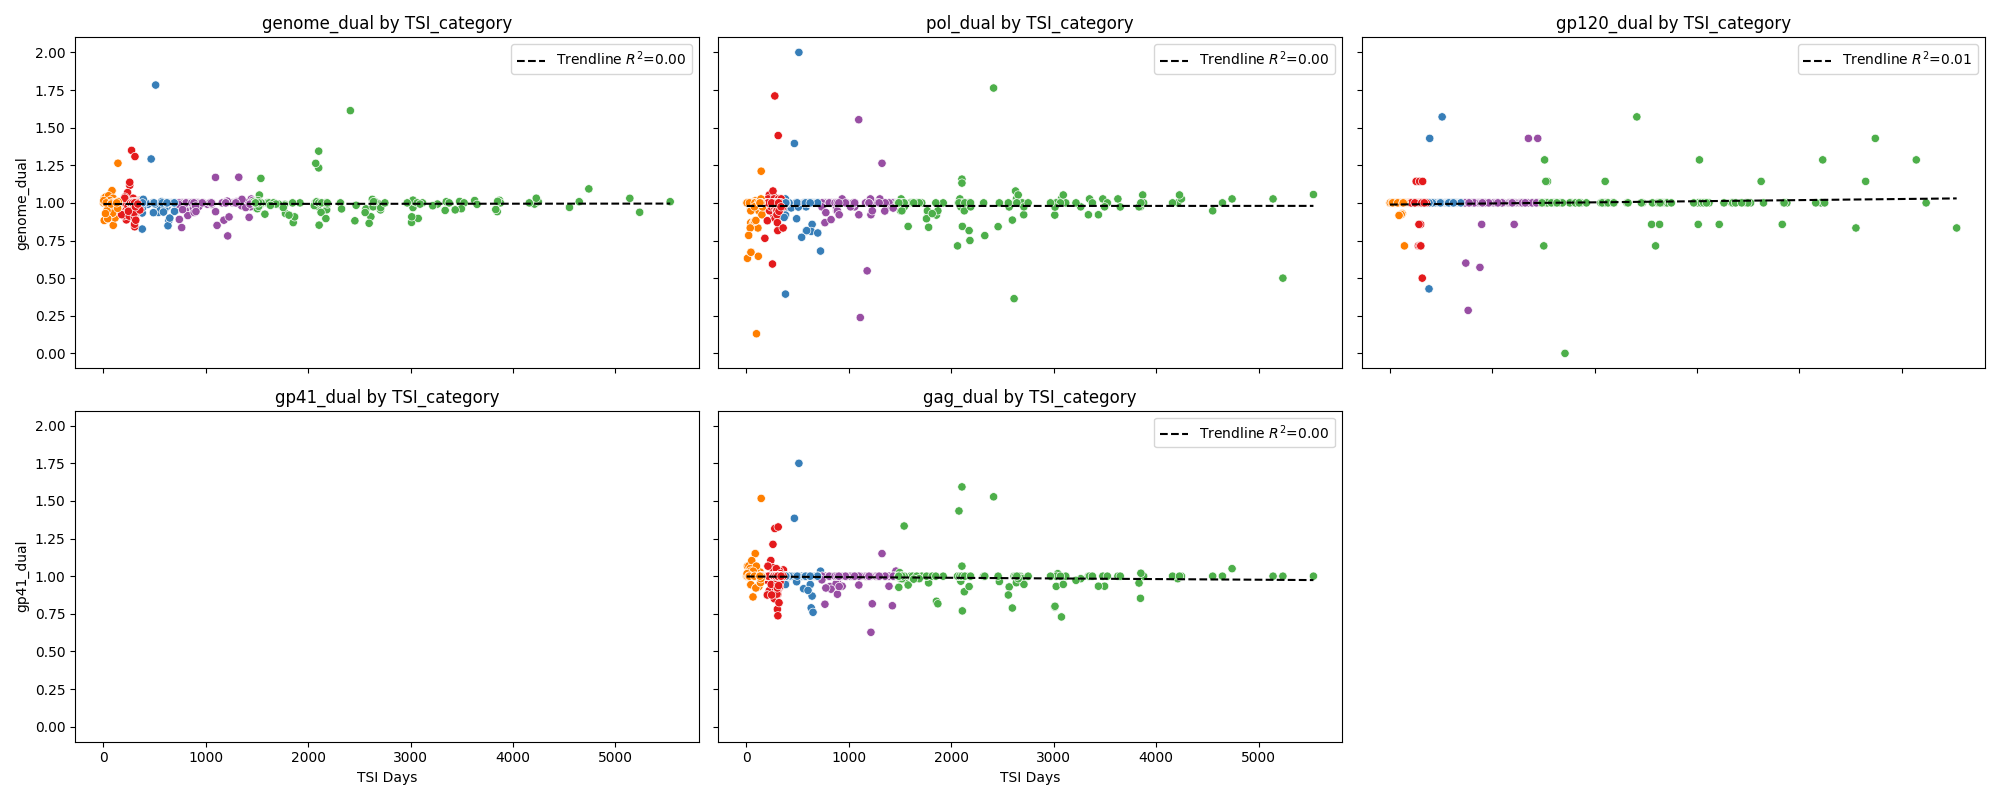 genome_dual by TSI_category
pol_dual by TSI_category
gp120_dual by TSI_category
Trendline R²=0.00
Trendline R²=0.00
Trendline R²=0.01
genome_dual
2.00
1.75
1.50
1.25
1.00
0.75
0.50
0.25
0.00
gp41_dual by TSI_category
gag_dual by TSI_category
Trendline R²=0.00
gp41_dual
2.00
1.75
1.50
1.25
1.00
0.75
0.50
0.25
0.00
0 1000 2000 3000 4000 5000
TSI Days
0 1000 2000 3000 4000 5000
TSI Days